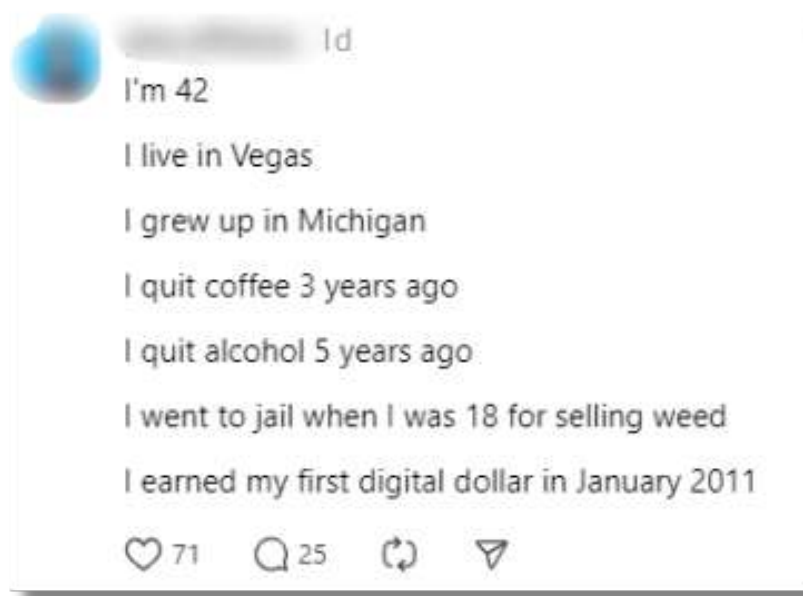 1d
I'm 42
I live in Vegas
I grew up in Michigan
I quit coffee 3 years ago
I quit alcohol 5 years ago
I went to jail when I was 18 for selling weed
I earned my first digital dollar in January 2011
71 25